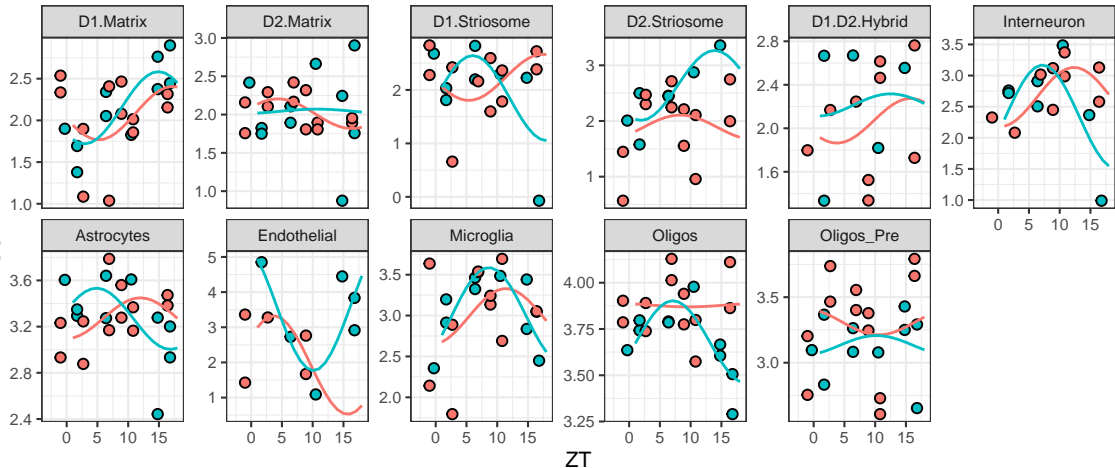 D1.Matrix D2.Matrix D1.Striosome D2.Striosome D1.D2.Hybrid Interneuron
2.5 2.0 1.5 1.0
3.0 2.5 2.0 1.5 1.0
2 1 0
3 2 1
2.8 2.4 2.0 1.6
3.5 3.0 2.5 2.0 1.5 1.0
0 5 10 15
Astrocytes Endothelial Microglia Oligos Oligos_Pre
3.6 3.2 2.8 2.4
5 4 3 2 1
3.5 3.0 2.5 2.0
4.00 3.75 3.50 3.25
3.5 3.0
0 5 10 15 0 5 10 15 0 5 10 15 0 5 10 15 0 5 10 15
ZT